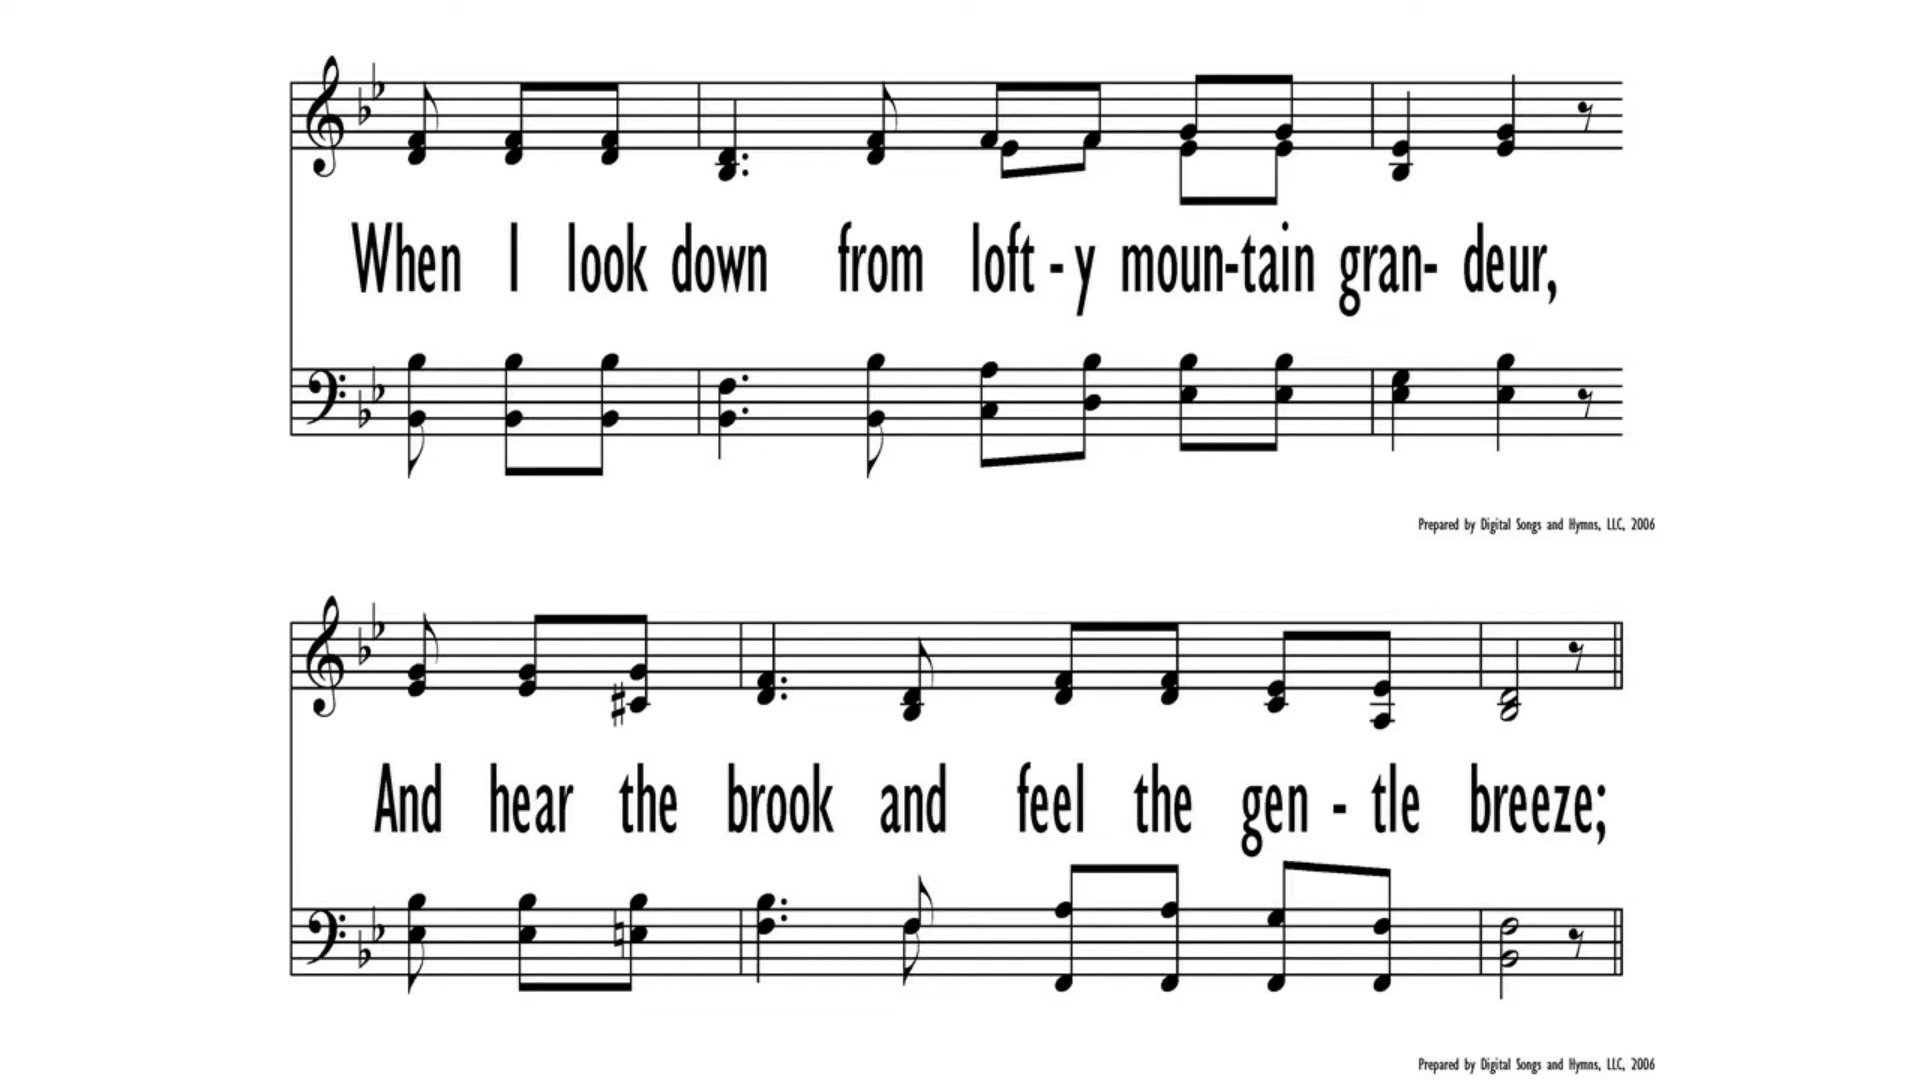 When I look down from loft - y moun-tain gran- deur,
Prepared by Digital Songs and Hymns, LLC, 2006
And hear the brook and feel the gen - tle breeze;
Prepared by Digital Songs and Hymns, LLC, 2006